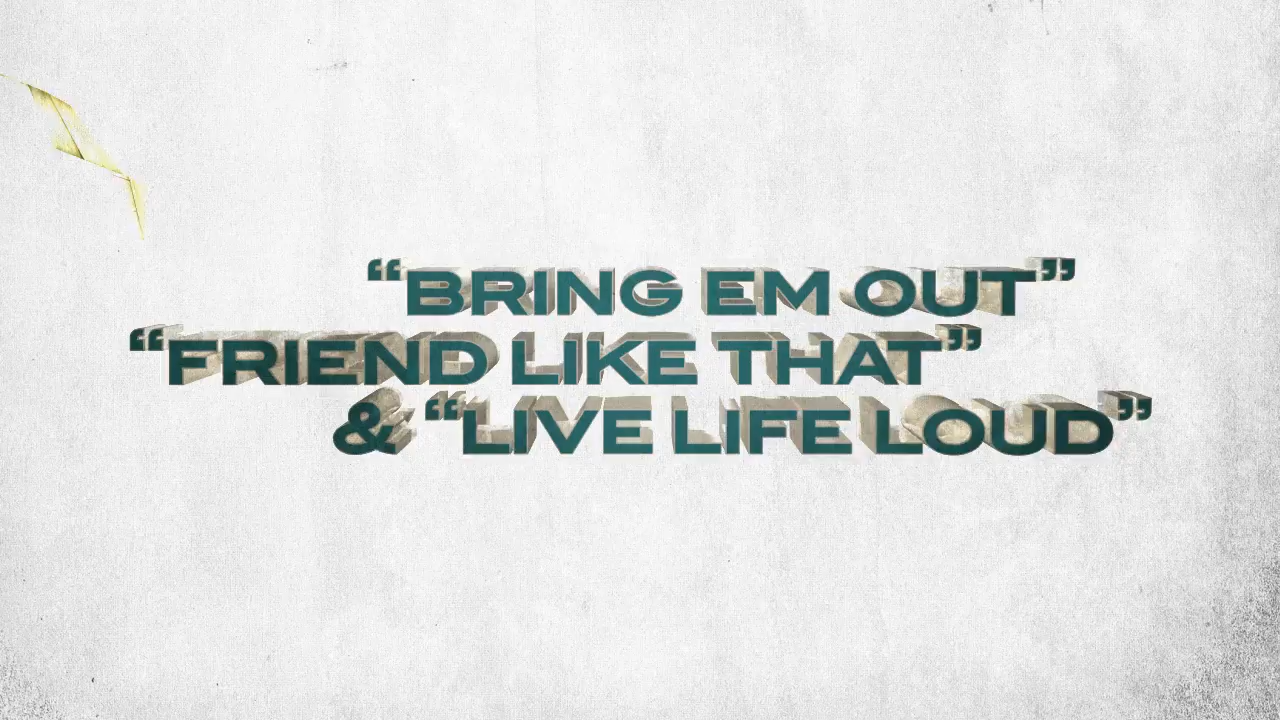 “BRING EM OUT”
“FRIEND LIKE THAT”
& “LIVE LIFE LOUD”